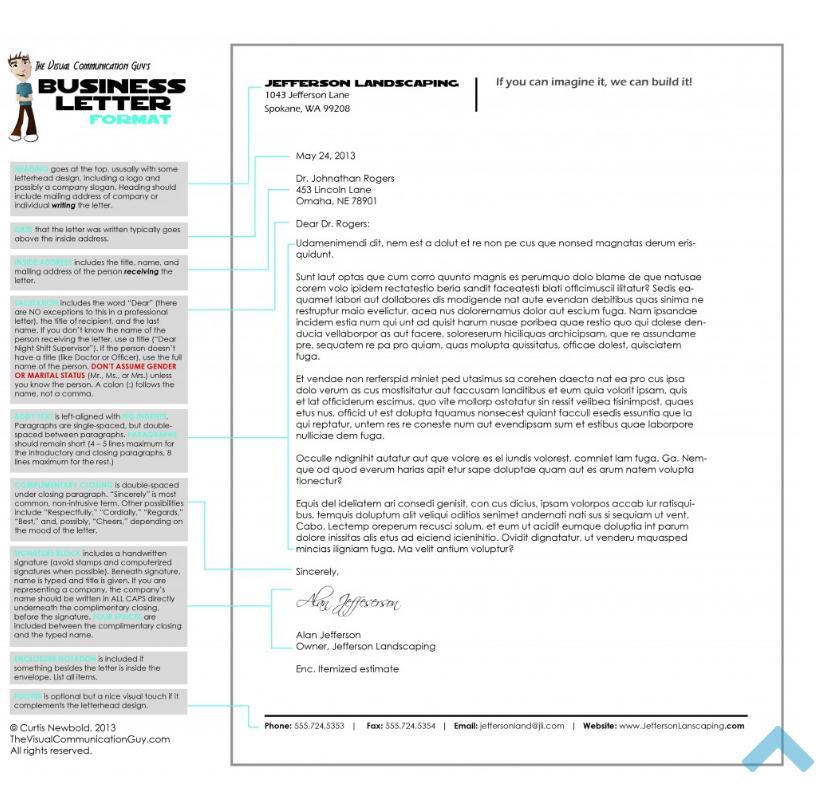 The Visual Communication Guy's
BUSINESS
LETTER
FORMAT
HEADING goes at the top, ususally with some
letterhead design, including a logo and
possibly a company slogan. Heading should
include mailing address of company or
individual writing the letter.
DATE that the letter was written typically goes
above the inside address.
INSIDE ADDRESS includes the title, name, and
mailing address of the person receiving the
letter.
SALUTATION includes the word "Dear" (there
are NO exceptions to this in a professional
letter), the title of recipient, and the last
name. If you don't know the name of the
person receiving the letter, use a title ("Dear
Night Shift Supervisor"). If the person doesn't
have a title (like Doctor or Officer), use the full
name of the person. DON'T ASSUME GENDER
OR MARITAL STATUS (Mr., Ms., or Mrs.) unless
you know the person. A colon (:) follows the
name, not a comma.
BODY TEXT is left-aligned with NO INDENTS.
Paragraphs are single-spaced, but double-
spaced between paragraphs. PARAGRAPHS
should remain short (4 – 5 lines maximum for
the introductory and closing paragraphs, 8
lines maximum for the rest.)
COMPLIMENTARY CLOSING is double-spaced
under closing paragraph. "Sincerely" is most
common, non-intrusive term. Other possibilities
include "Respectfully," "Cordially," "Regards,"
"Best," and, possibly, "Cheers," depending on
the mood of the letter.
SIGNATURE BLOCK includes a handwritten
signature (avoid stamps and computerized
signatures when possible). Beneath signature,
name is typed and title is given. If you are
representing a company, the company's
name should be written in ALL CAPS directly
underneath the complimentary closing,
before the signature. FOUR SPACES are
included between the complimentary closing
and the typed name.
ENCLOSURE NOTATION is included if
something besides the letter is inside the
envelope. List all items.
FOOTER is optional but a nice visual touch if it
complements the letterhead design.
© Curtis Newbold, 2013
TheVisualCommunicationGuy.com
All rights reserved.
JEFFERSON LANDSCAPING
1043 Jefferson Lane
Spokane, WA 99208
If you can imagine it, we can build it!
May 24, 2013
Dr. Johnathan Rogers
453 Lincoln Lane
Omaha, NE 78901
Dear Dr. Rogers:
Udamenimendi dit, nem est a dolut et re non pe cus que nonsed magnatas derum eris-
quidunt.
Sunt laut optas que cum corro quunto magnis es perumquo dolo blame de que natusae
corem volo ipidem rectatestio beria sandit faceatesti blati officimuscil ilitatur? Sedis ea-
quamet labori aut dollabores dis modigende nat aute evendan debitibus quas sinima ne
restruptur maio evelictur, acea nus dolorernamus dolor aut escium fuga. Nam ipsandae
incidem estia num qui unt ad quisit harum nusae poribea quae restio quo qui dolese den-
ducia vellaborpor as aut facere, soloreserum hiciliquas archicipsam, que re assundame
pre, sequatem re pa pro quiam, quas molupta quissitatus, officae dolest, quisciatem
fuga.
Et vendae non rerferspid miniet ped utasimus sa corehen daecta nat ea pro cus ipsa
dolo verum as cus mostisitatur aut faccusam landitibus et eum quia volorit ipsam, quis
et lat officiderum escimus, quo vite mollorp ostotatur sin ressit velibea tisinimpost, quaes
etus nus, officid ut est dolupta tquamus nonsecest quiant facculi esedis essuntia que la
qui reptatur, untem res re coneste num aut evendipsam sum et estibus quae laborpore
nulliciae dem fuga.
Occulle ndignihit autatur aut que volore es el iundis volorest, comniet lam fuga. Ga. Nem-
que od quod everum harias apit etur sape doluptae quam aut es arum natem volupta
tionectur?
Equis del ideliatem ari consedi genisit, con cus dicius, ipsam volorpos accab iur ratisqui-
bus, temquis doluptum alit veliqui oditios senimet andernati nati sus si sequiam ut vent.
Cabo. Lectemp oreperum recusci solum, et eum ut acidit eumque doluptia int parum
dolore inissitas alis etus ad eiciend icienihitio. Ovidit dignatatur, ut venderu mquasped
mincias iligniam fuga. Ma velit antium voluptur?
Sincerely,
Alan Jeffeserson
Alan Jefferson
Owner, Jefferson Landscaping
Enc. Itemized estimate
Phone: 555.724.5353 | Fax: 555.724.5354 | Email: jeffersonland@jli.com | Website: www.JeffersonLanscaping.com